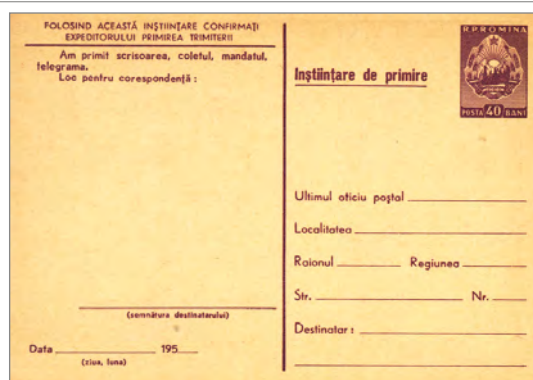 FOLOSIND ACEASTĂ INȘTIINȚARE CONFIRMAȚI
EXPEDITORULUI PRIMIREA TRIMITERII
Am primit scrisoarea, coletul, mandatul,
telegrama.
Loc pentru corespondență :
(semnătura destinatarului)
Data 195
(ziua, luna)
R.P.ROMINA
POSTA 40 BANI
Inștiințare de primire
Ultimul oficiu poștal
Localitatea
Raionul Regiunea
Str. Nr.
Destinatar :